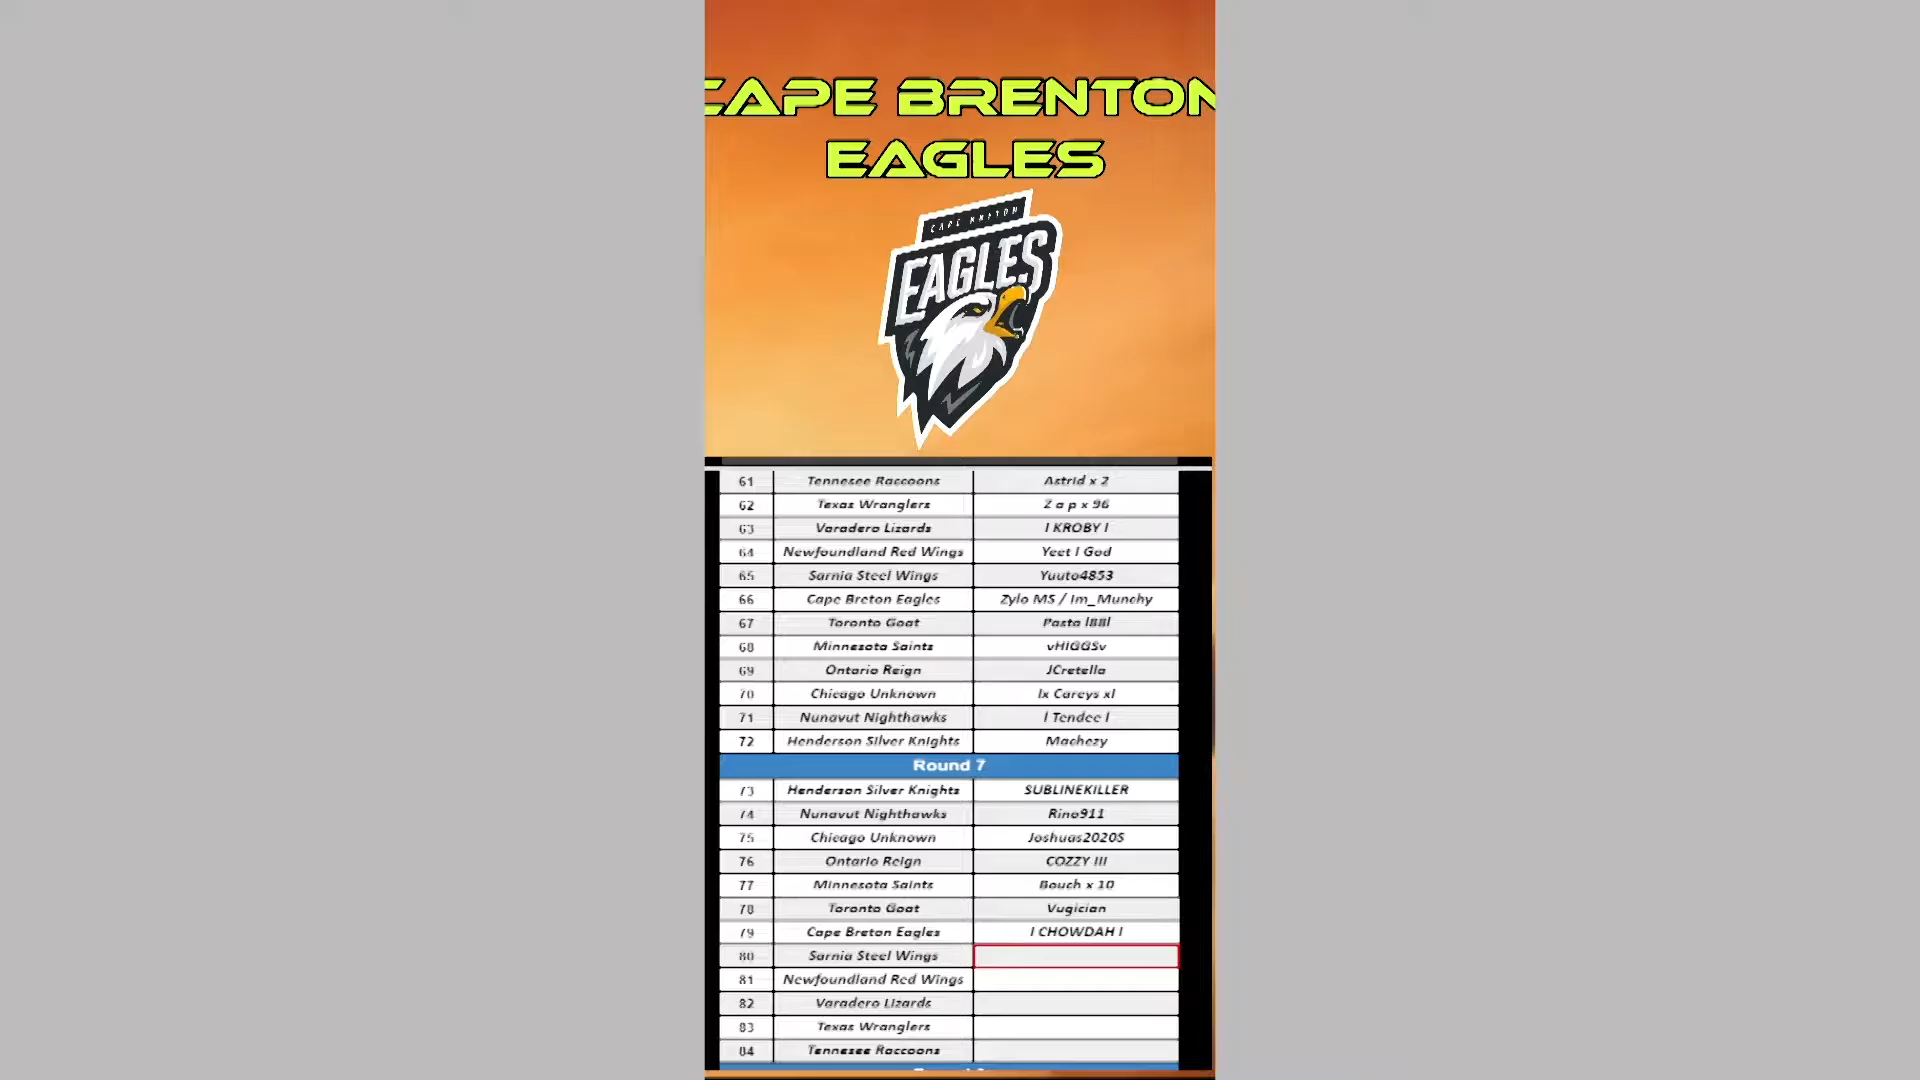 CAPE BRENTON
EAGLES
CAPE BRETON
EAGLES
61 Tennesee Raccoons Astrid x 2
62 Texas Wranglers Z a p x 96
63 Varadero Lizards l KROBY l
64 Newfoundland Red Wings Yeet l God
65 Sarnia Steel Wings Yuuto4853
66 Cape Breton Eagles Zylo MS / Im_Munchy
67 Toronto Goat Pasta l88l
68 Minnesota Saints vHIGGSv
69 Ontario Reign JCretella
70 Chicago Unknown Ix Careys xI
71 Nunavut Nighthawks l Tendee l
72 Henderson Silver Knights Machezy
Round 7
73 Henderson Silver Knights SUBLINEKILLER
74 Nunavut Nighthawks Rino911
75 Chicago Unknown Joshuas2020S
76 Ontario Reign COZZY III
77 Minnesota Saints Bouch x 10
78 Toronto Goat Vugician
79 Cape Breton Eagles l CHOWDAH l
80 Sarnia Steel Wings
81 Newfoundland Red Wings
82 Varadero Lizards
83 Texas Wranglers
84 Tennesee Raccoons